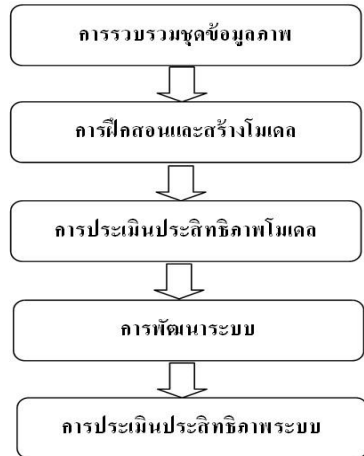 การรวบรวมชุดข้อมูลภาพ
การฝึกสอนและสร้างโมเดล
การประเมินประสิทธิภาพโมเดล
การพัฒนาระบบ
การประเมินประสิทธิภาพระบบ